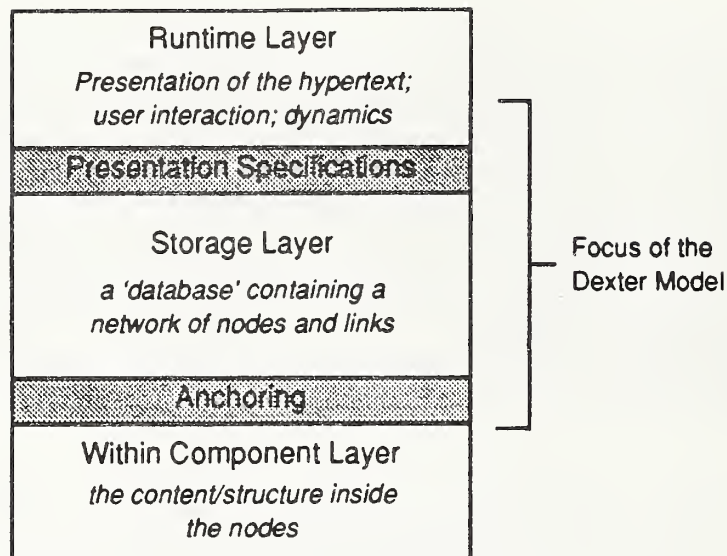 Runtime Layer
Presentation of the hypertext;
user interaction; dynamics
Presentation Specifications
Storage Layer
a 'database' containing a
network of nodes and links
Anchoring
Within Component Layer
the content/structure inside
the nodes
Focus of the
Dexter Model